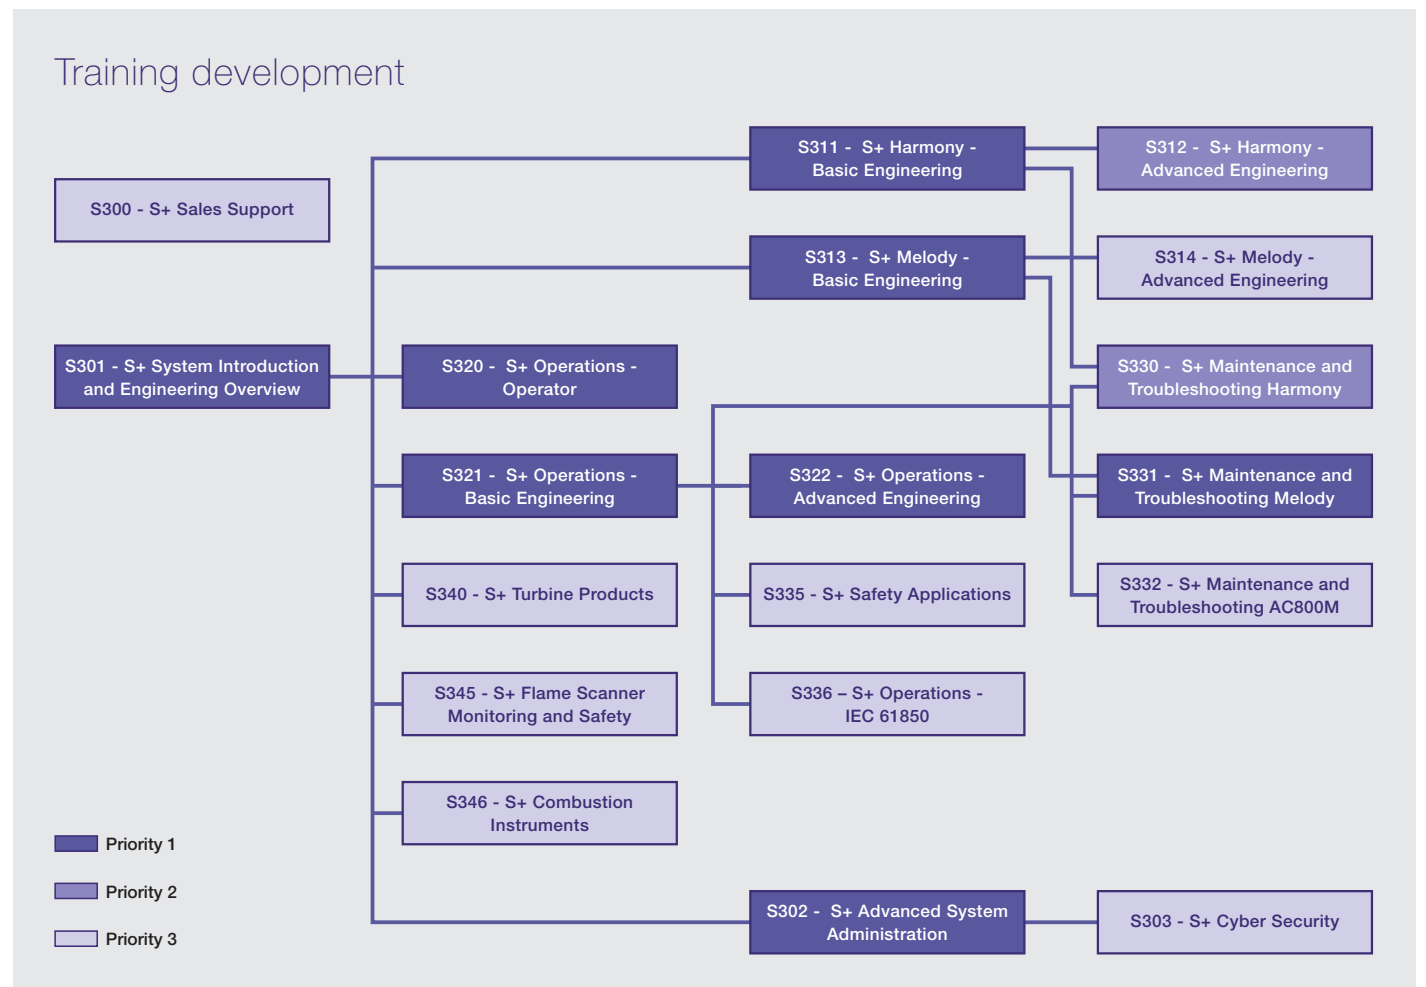 Training development
S300 - S+ Sales Support
S301 - S+ System Introduction
and Engineering Overview
S320 - S+ Operations -
Operator
S321 - S+ Operations -
Basic Engineering
S340 - S+ Turbine Products
S345 - S+ Flame Scanner
Monitoring and Safety
S346 - S+ Combustion
Instruments
S311 - S+ Harmony -
Basic Engineering
S313 - S+ Melody -
Basic Engineering
S322 - S+ Operations -
Advanced Engineering
S335 - S+ Safety Applications
S336 – S+ Operations -
IEC 61850
S302 - S+ Advanced System
Administration
S312 - S+ Harmony -
Advanced Engineering
S314 - S+ Melody -
Advanced Engineering
S330 - S+ Maintenance and
Troubleshooting Harmony
S331 - S+ Maintenance and
Troubleshooting Melody
S332 - S+ Maintenance and
Troubleshooting AC800M
S303 - S+ Cyber Security
Priority 1
Priority 2
Priority 3